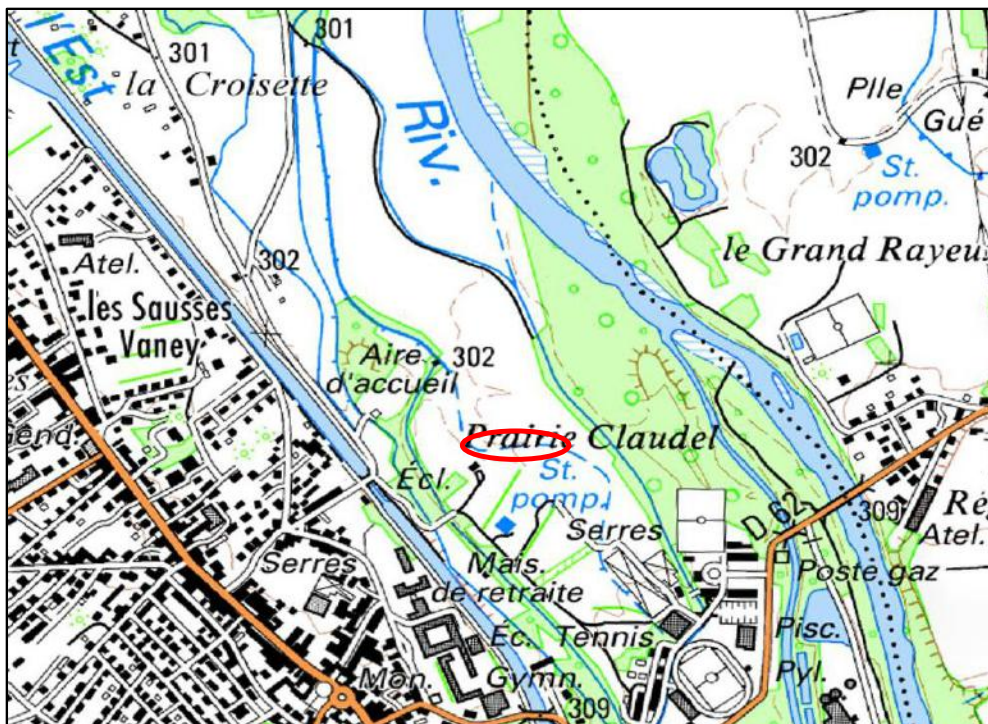 l'Est
301
301
la Croisette
Riv.
Plle
Gué
302
St.
pomp.
Atel.
302
le Grand Rayeux
les Sausses
Vaney
Aire
d'accueil
302
Prairie Claudel
Écl.
St.
pomp.
Serres
D 62
309
Atel.
Serres
Mais.
de retraite
Poste gaz
Éc.
Tennis
Pisc.
Mon.
Gymn.
Pyl.
309